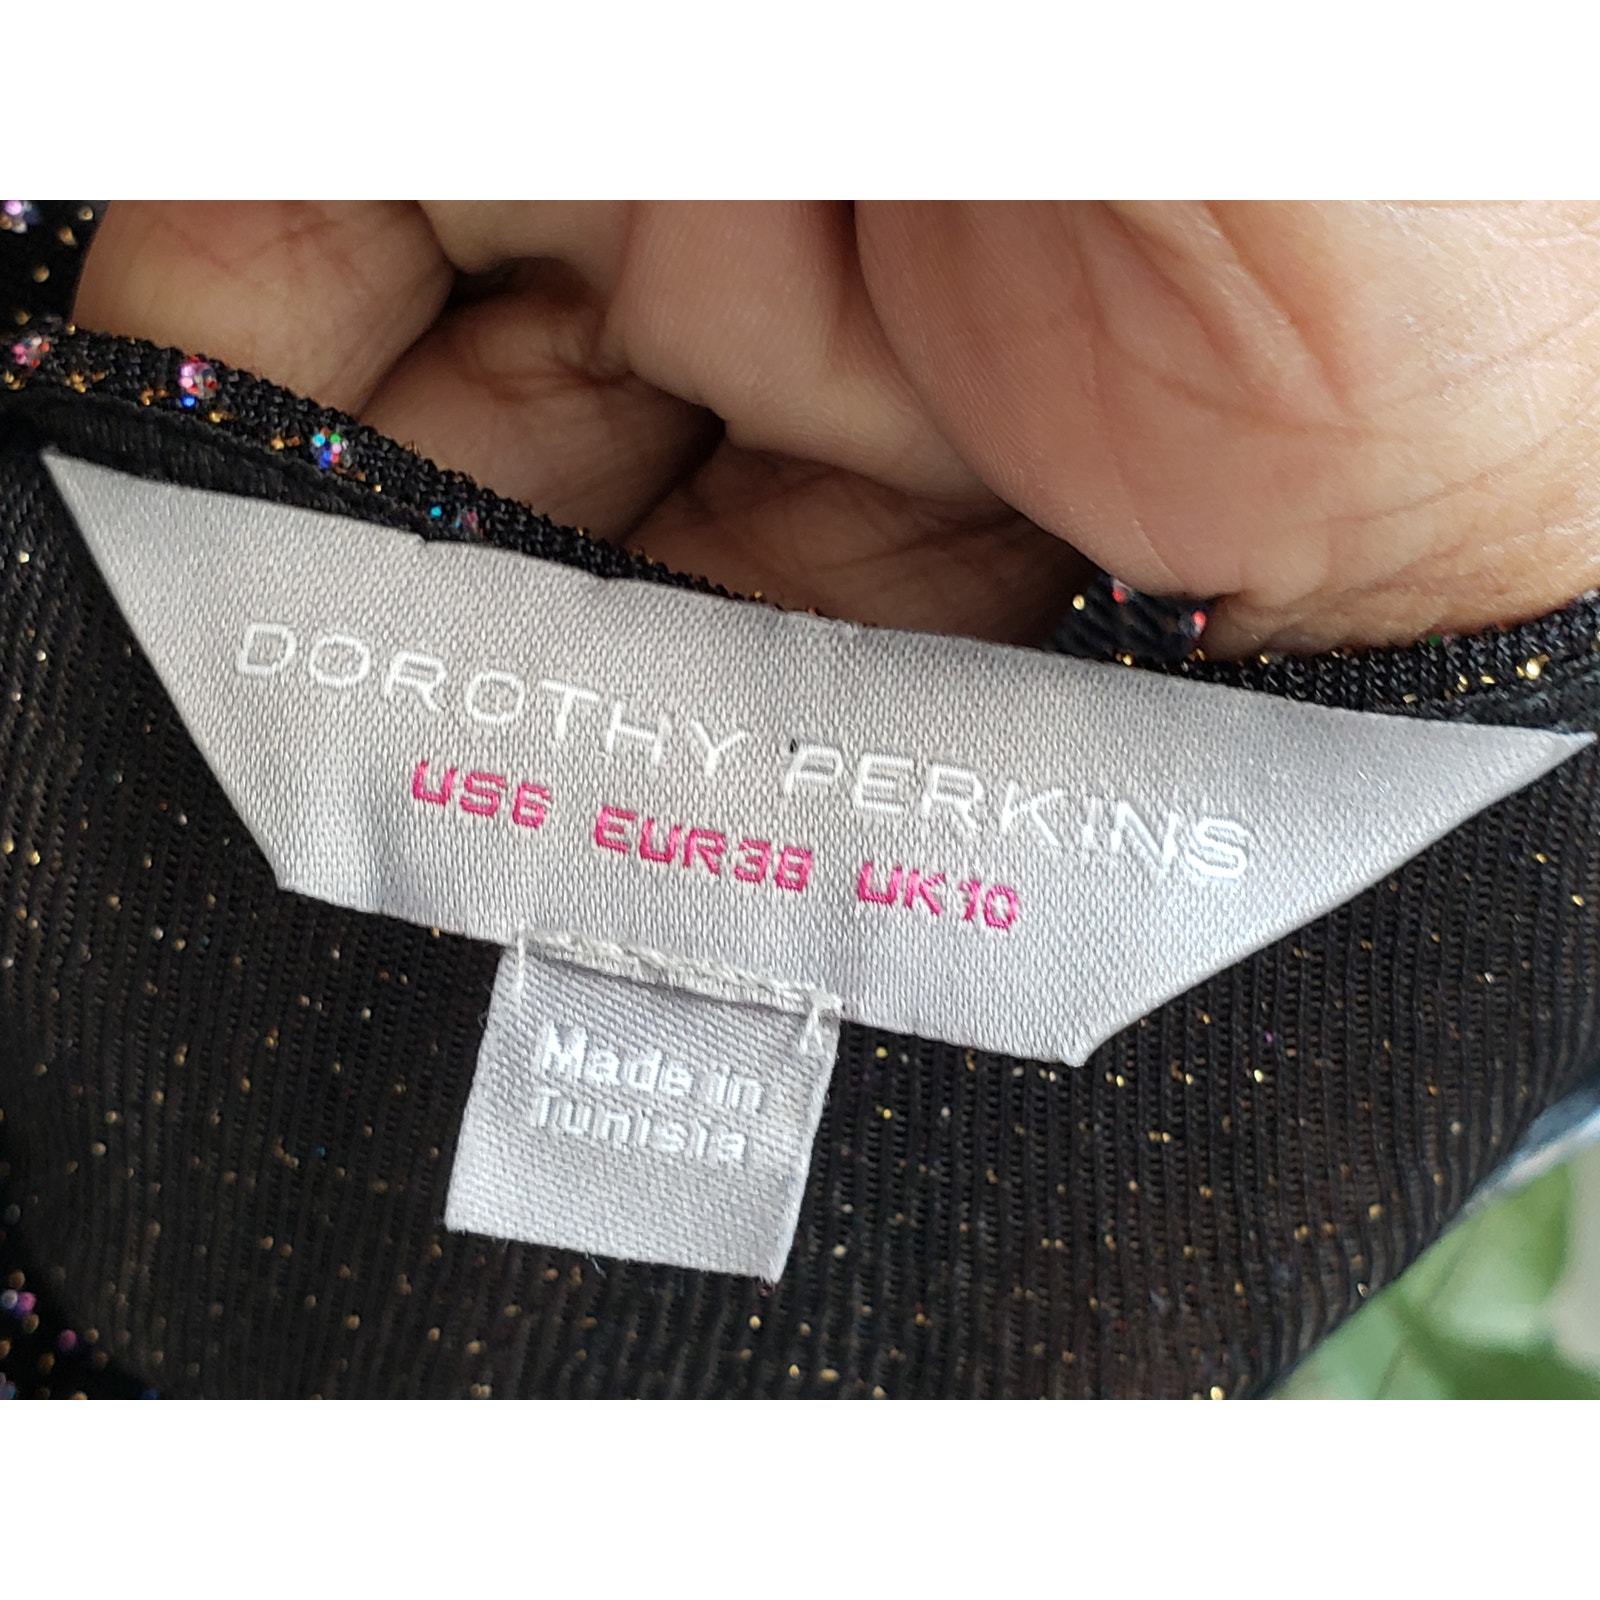 DOROTHY PERKINS
US6 EUR38 UK10
Made in
Tunisia